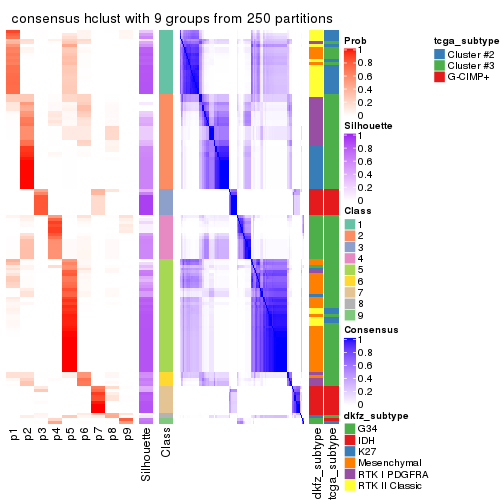 consensus hclust with 9 groups from 250 partitions
Prob
1
0.8
0.6
0.4
0.2
0
Silhouette
1
0.8
0.6
0.4
0.2
0
Class
1
2
3
4
5
6
7
8
9
Consensus
1
0.8
0.6
0.4
0.2
0
dkfz_subtype
G34
IDH
K27
Mesenchymal
RTK I PDGFRA
RTK II Classic
tcga_subtype
Cluster #2
Cluster #3
G-CIMP+
p1
p2
p3
p4
p5
p6
p7
p8
p9
Silhouette
Class
dkfz_subtype
tcga_subtype